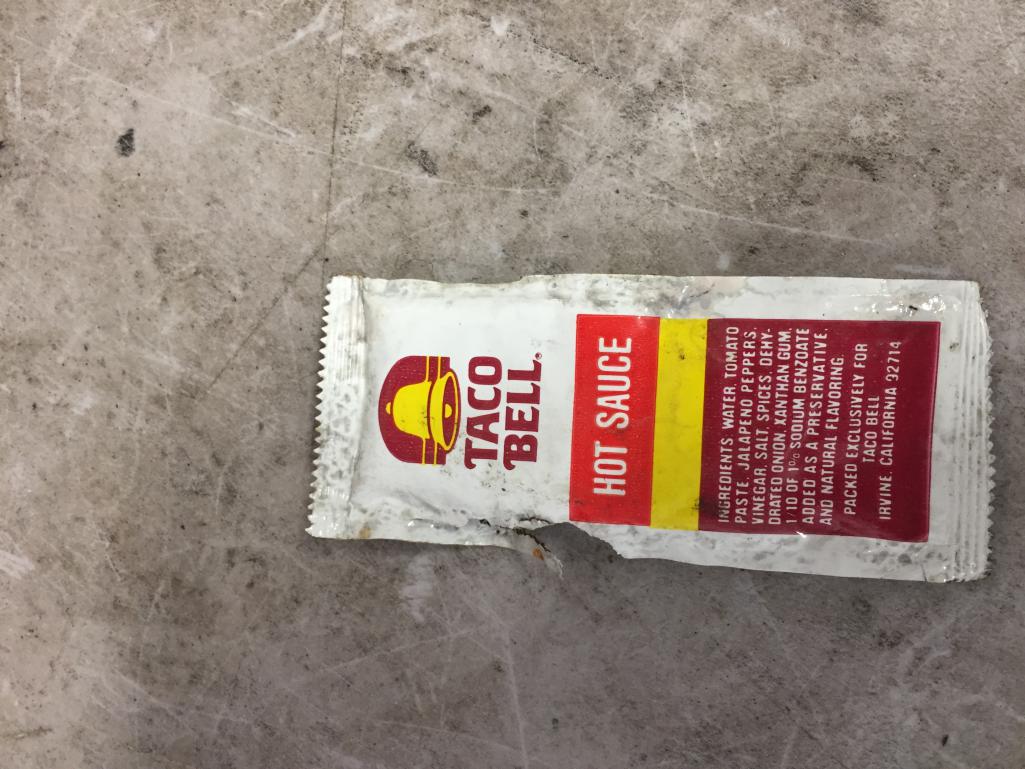 TACO
BELL®
HOT SAUCE
INGREDIENTS WATER, TOMATO
PASTE, JALAPENO PEPPERS,
VINEGAR, SALT, SPICES, DEHY-
DRATED ONION, XANTHAN GUM,
1/10 OF 1% SODIUM BENZOATE
ADDED AS A PRESERVATIVE,
AND NATURAL FLAVORING.
PACKED EXCLUSIVELY FOR
TACO BELL
IRVINE, CALIFORNIA 92714